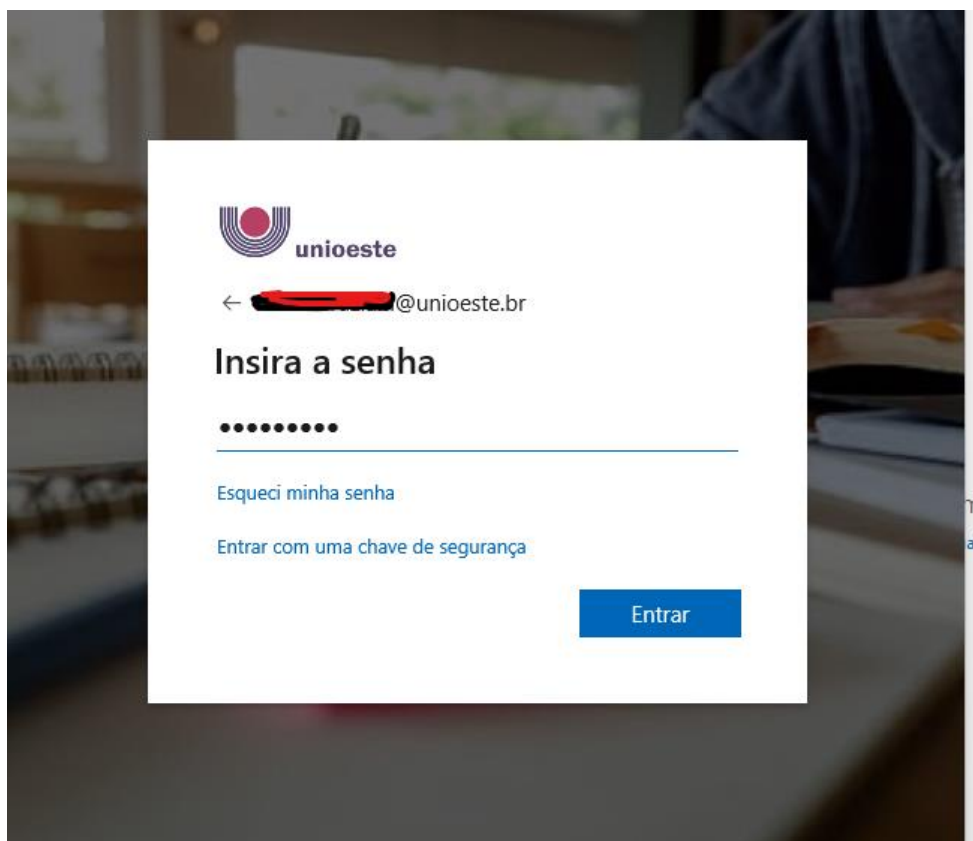 unioeste
@unioeste.br
Insira a senha
Esqueci minha senha
Entrar com uma chave de segurança
Entrar